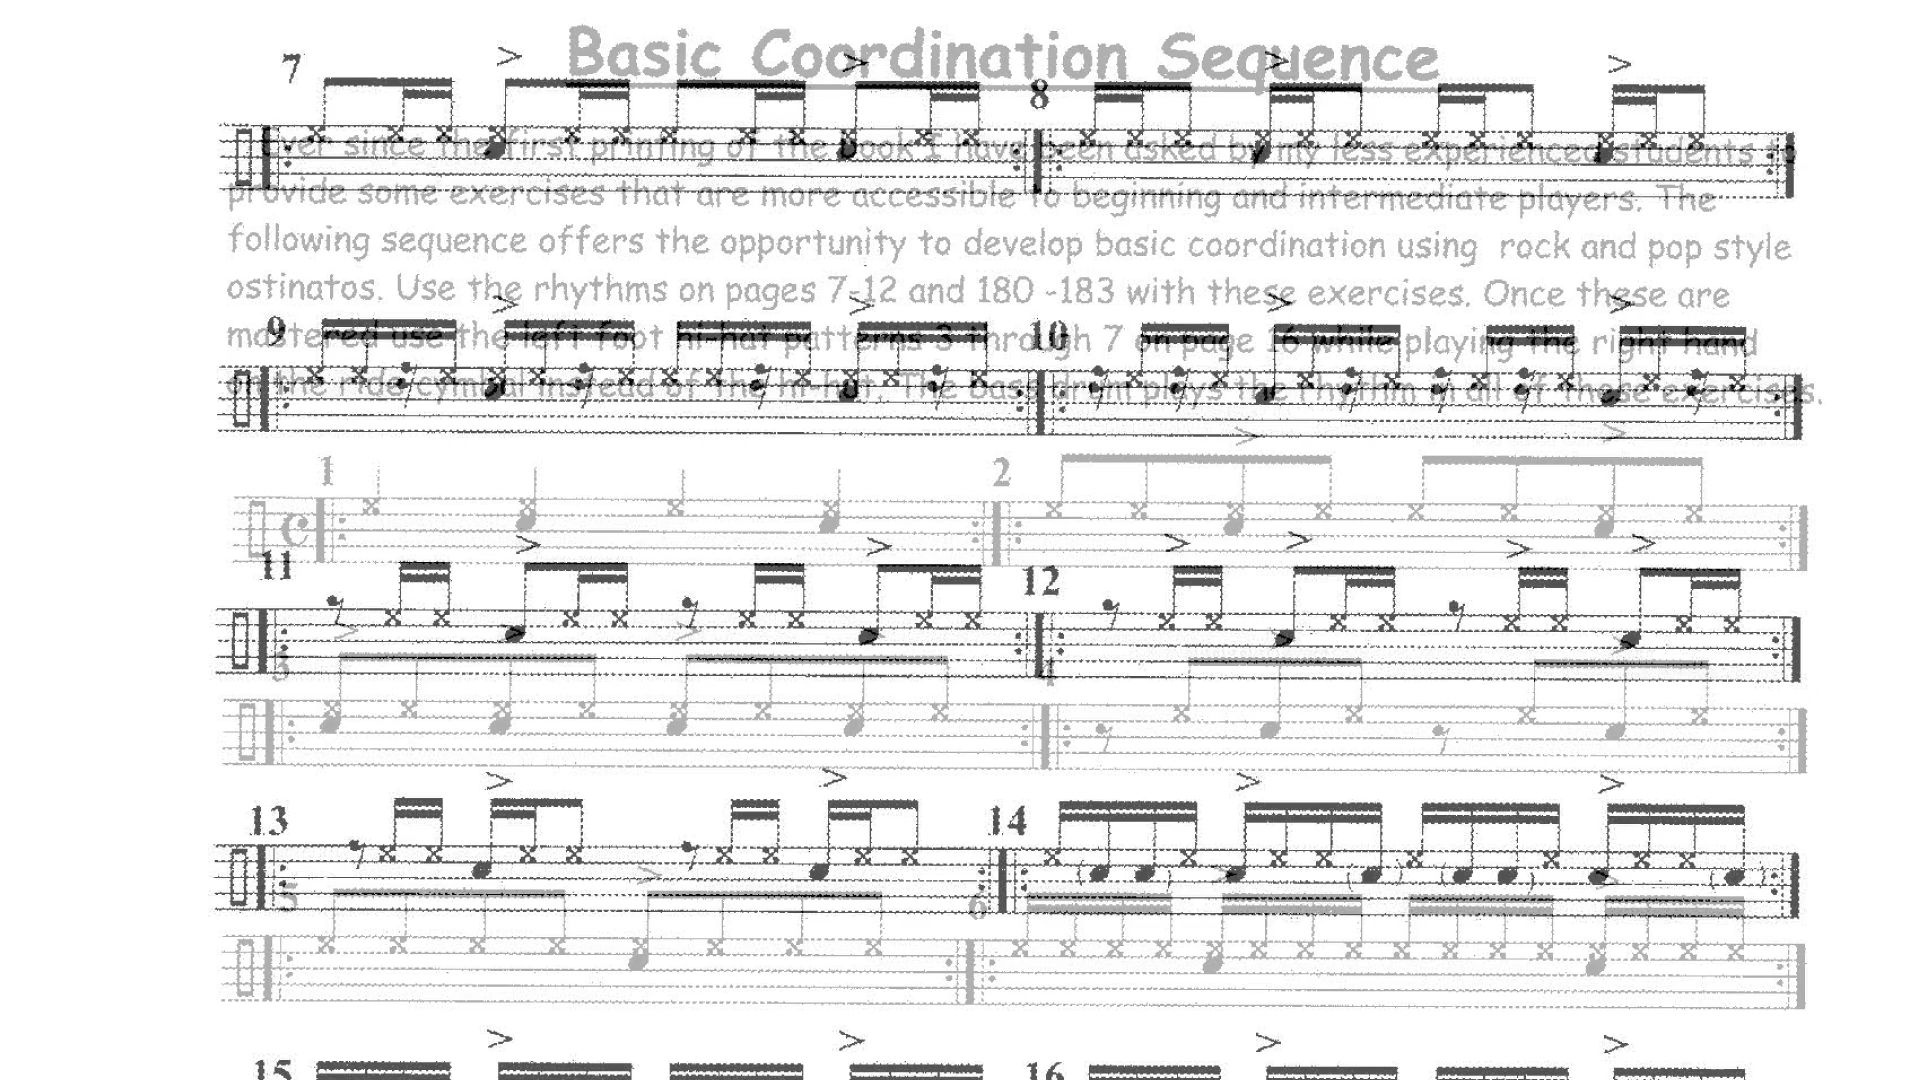 Basic Coordination Sequence
7
8
ver since the first printing of the book I have been asked by my less experienced students
provide some exercises that are more accessible to beginning and intermediate players. The
following sequence offers the opportunity to develop basic coordination using rock and pop style
ostinatos. Use the rhythms on pages 7-12 and 180 -183 with these exercises. Once these are
9
10
mastered use the left foot hi-hat patterns 3 through 7 on page 16 while playing the right hand
the ride cymbal instead of the hi-hat. The bass drum plays the rhythm in all of these exercises.
1
2
11
12
3
4
13
14
5
6
15
16